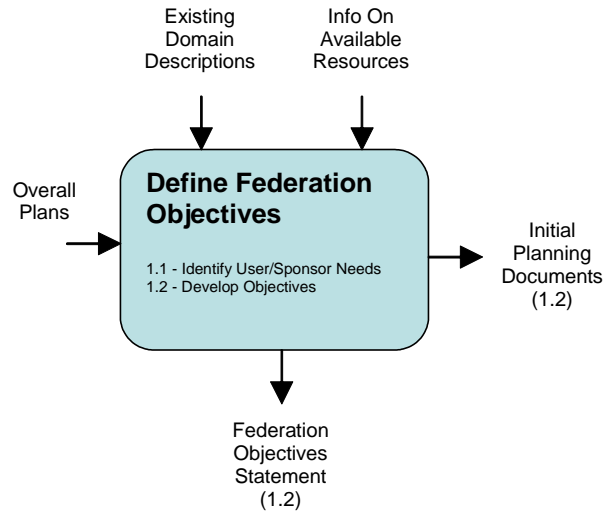 Existing
Domain
Descriptions
Info On
Available
Resources
Overall
Plans
Define Federation
Objectives
1.1 - Identify User/Sponsor Needs
1.2 - Develop Objectives
Initial
Planning
Documents
(1.2)
Federation
Objectives
Statement
(1.2)